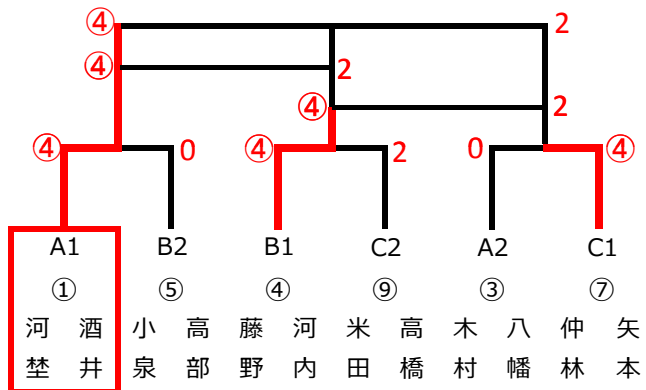 ④ 2
④ 2
④ 2
④ 0 ④ 2 0 ④
A1 B2 B1 C2 A2 C1
① ⑤ ④ ⑨ ③ ⑦
河 酒 小 高 藤 河 米 高 木 八 仲 矢
埜 井 泉 部 野 内 田 橋 村 幡 林 本